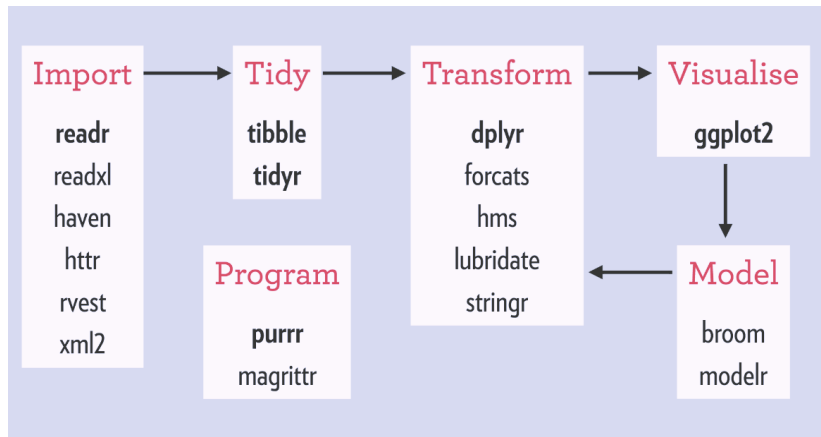 Import
readr
readxl
haven
httr
rvest
xml2
Tidy
tibble
tidyr
Program
purrr
magrittr
Transform
dplyr
forcats
hms
lubridate
stringr
Visualise
ggplot2
Model
broom
modelr